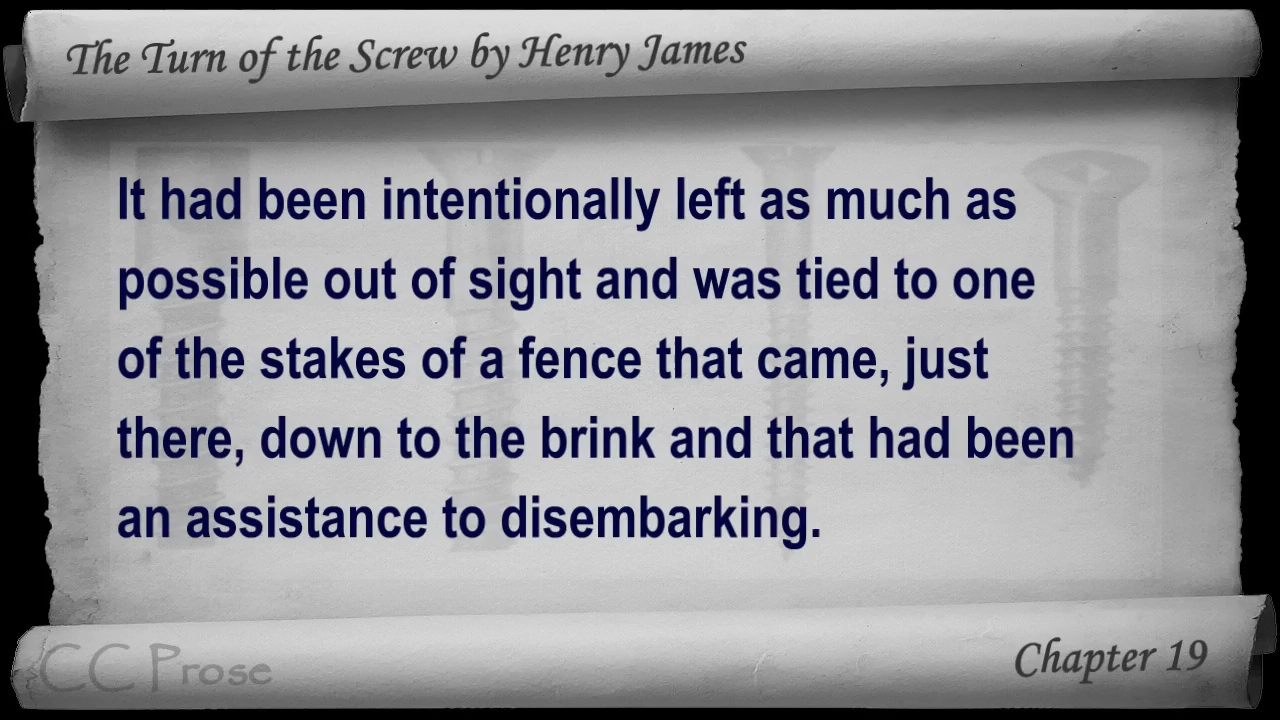 The Turn of the Screw by Henry James
It had been intentionally left as much as
possible out of sight and was tied to one
of the stakes of a fence that came, just
there, down to the brink and that had been
an assistance to disembarking.
CC Prose
Chapter 19